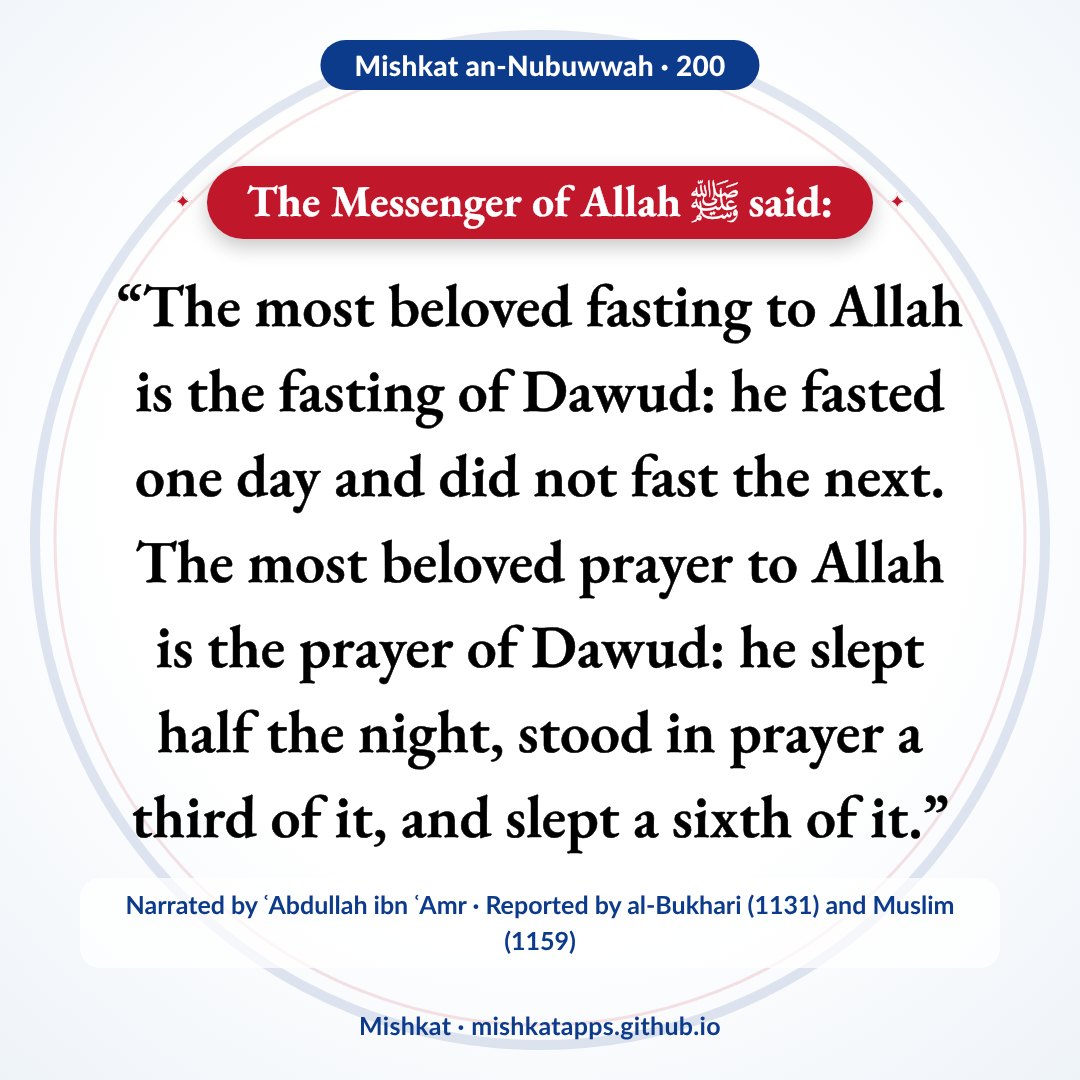 Mishkat an-Nubuwwah · 200
The Messenger of Allah ﷺ said:
“The most beloved fasting to Allah
is the fasting of Dawud: he fasted
one day and did not fast the next.
The most beloved prayer to Allah
is the prayer of Dawud: he slept
half the night, stood in prayer a
third of it, and slept a sixth of it.”
Narrated by ʿAbdullah ibn ʿAmr · Reported by al-Bukhari (1131) and Muslim
(1159)
Mishkat · mishkatapps.github.io